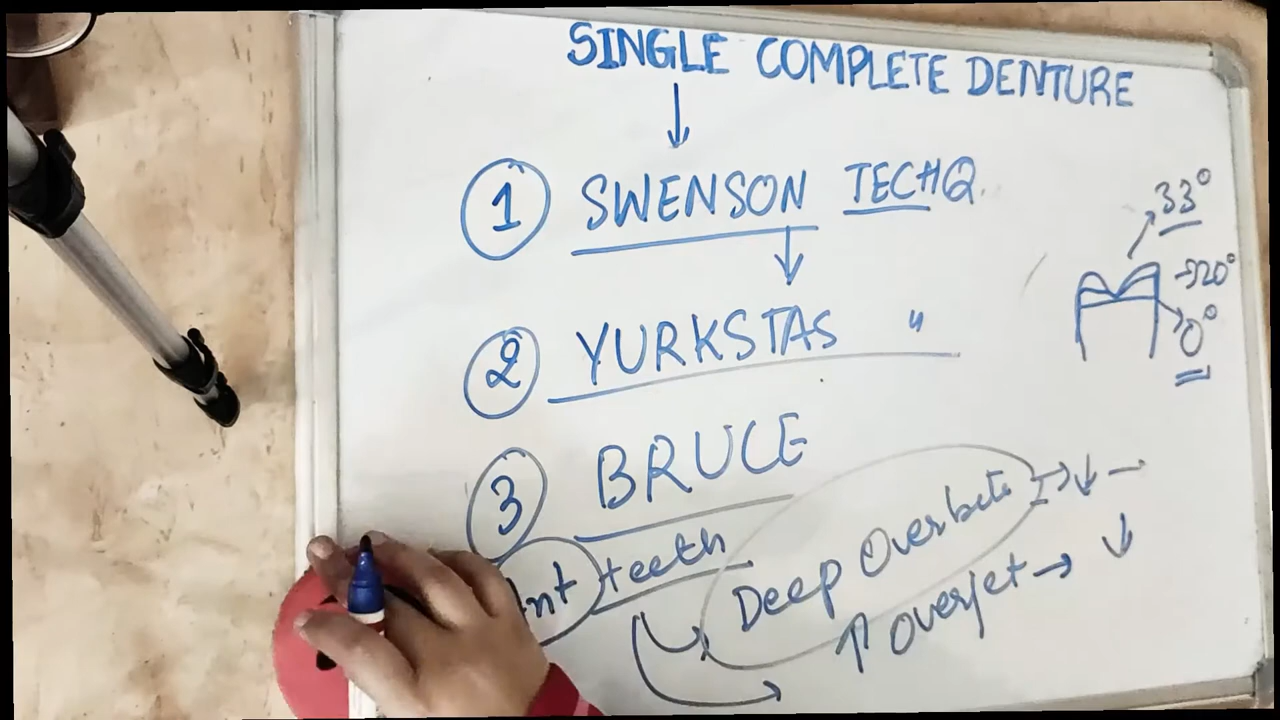 SINGLE COMPLETE DENTURE
↓
① SWENSON TECHQ.
↓
33°
→20°
0°
② YURKSTAS "
③ BRUCE
Ant teeth
Deep Overbite → ↓ —
↑ Overjet → ↓